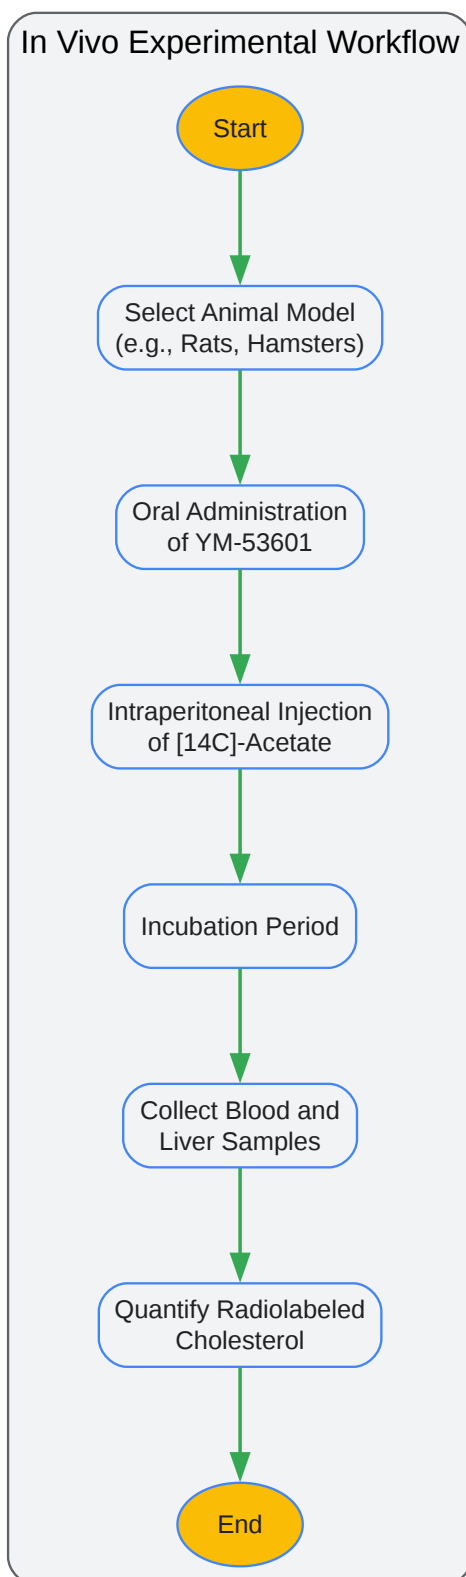 In Vivo Experimental Workflow
Start
Select Animal Model
(e.g., Rats, Hamsters)
Oral Administration
of YM-53601
Intraperitoneal Injection
of [14C]-Acetate
Incubation Period
Collect Blood and
Liver Samples
Quantify Radiolabeled
Cholesterol
End